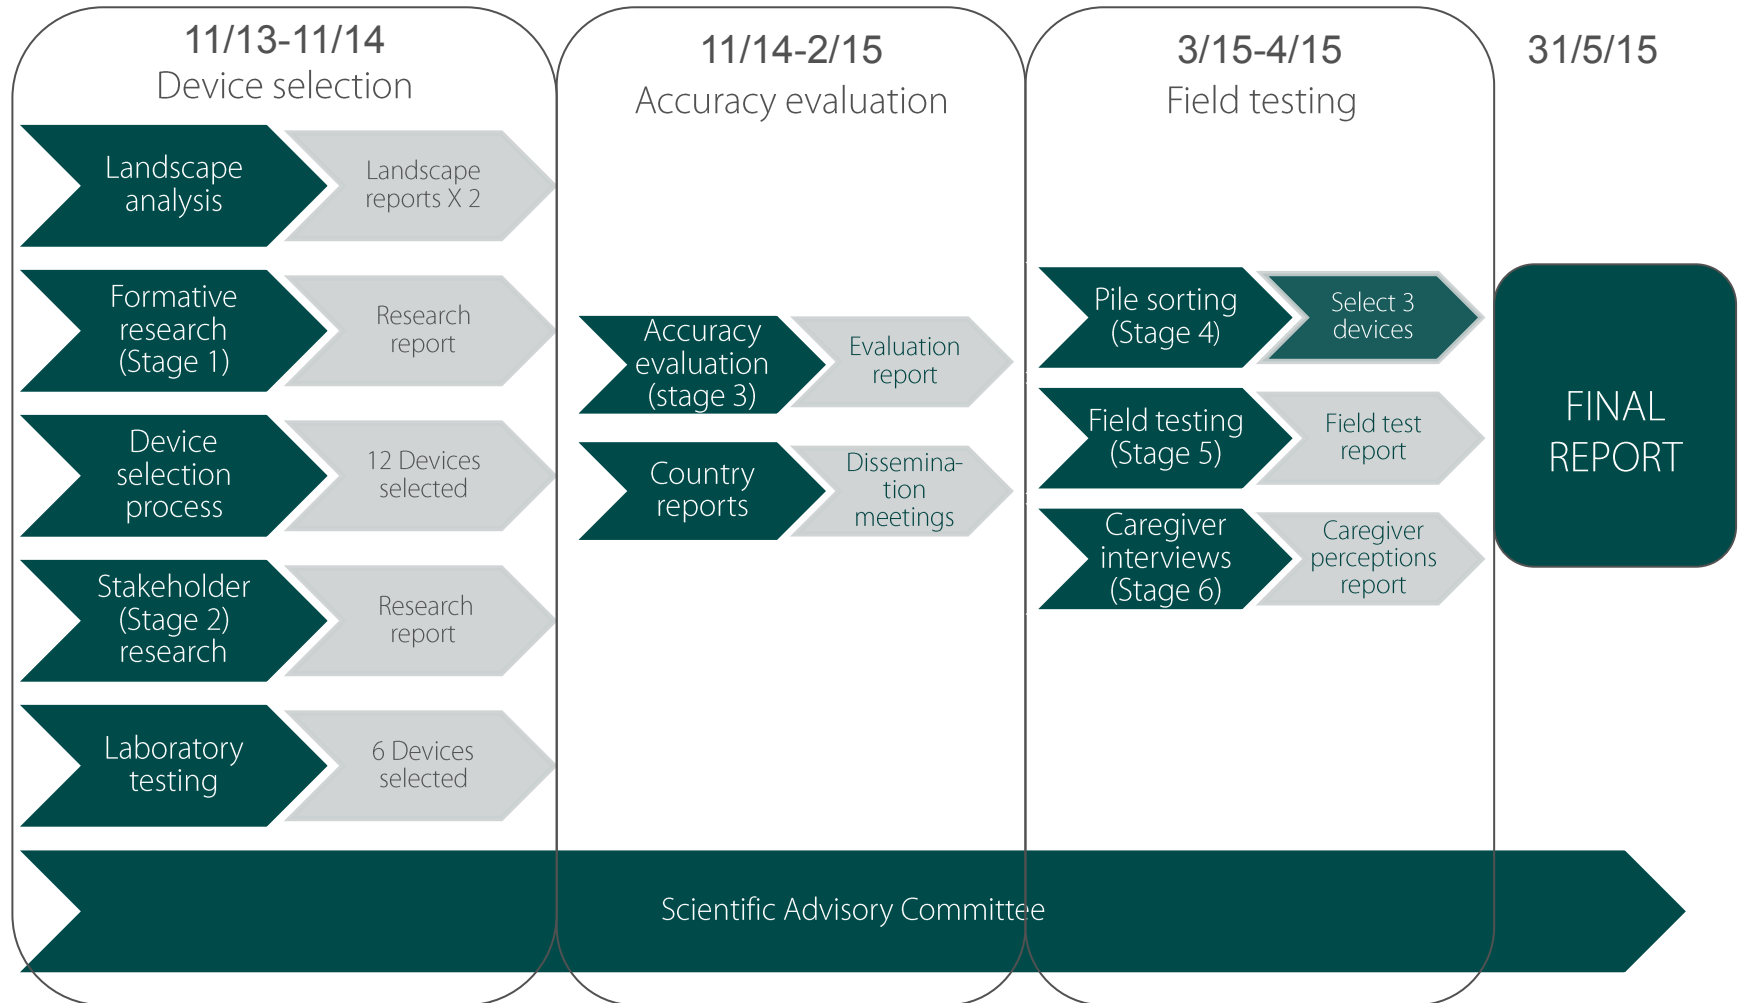 11/13-11/14
Device selection
Landscape
analysis
Landscape
reports X 2
Formative
research
(Stage 1)
Research
report
Device
selection
process
12 Devices
selected
Stakeholder
(Stage 2)
research
Research
report
Laboratory
testing
6 Devices
selected
11/14-2/15
Accuracy evaluation
Accuracy
evaluation
(stage 3)
Evaluation
report
Country
reports
Dissemina-
tion
meetings
3/15-4/15
Field testing
Pile sorting
(Stage 4)
Select 3
devices
Field testing
(Stage 5)
Field test
report
Caregiver
interviews
(Stage 6)
Caregiver
perceptions
report
31/5/15
FINAL
REPORT
Scientific Advisory Committee